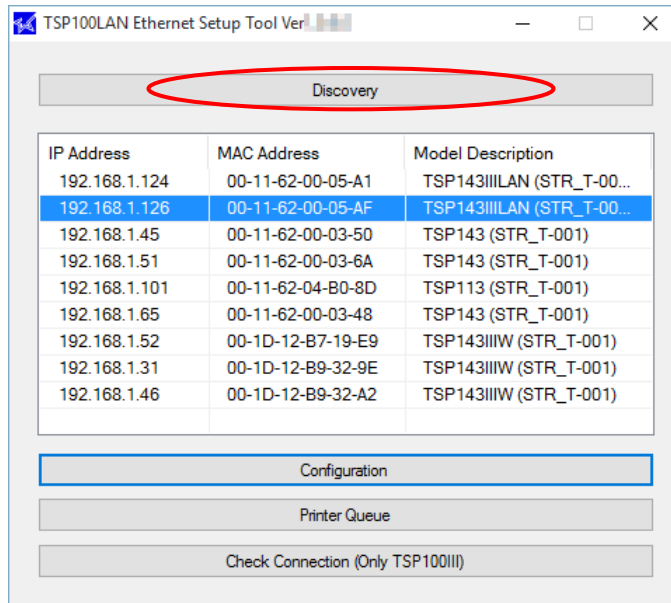 TSP100LAN Ethernet Setup Tool Ver
Discovery
IP Address MAC Address Model Description
192.168.1.124 00-11-62-00-05-A1 TSP143IIILAN (STR_T-00...
192.168.1.126 00-11-62-00-05-AF TSP143IIILAN (STR_T-00...
192.168.1.45 00-11-62-00-03-50 TSP143 (STR_T-001)
192.168.1.51 00-11-62-00-03-6A TSP143 (STR_T-001)
192.168.1.101 00-11-62-04-B0-8D TSP113 (STR_T-001)
192.168.1.65 00-11-62-00-03-48 TSP143 (STR_T-001)
192.168.1.52 00-1D-12-B7-19-E9 TSP143IIIW (STR_T-001)
192.168.1.31 00-1D-12-B9-32-9E TSP143IIIW (STR_T-001)
192.168.1.46 00-1D-12-B9-32-A2 TSP143IIIW (STR_T-001)
Configuration
Printer Queue
Check Connection (Only TSP100III)